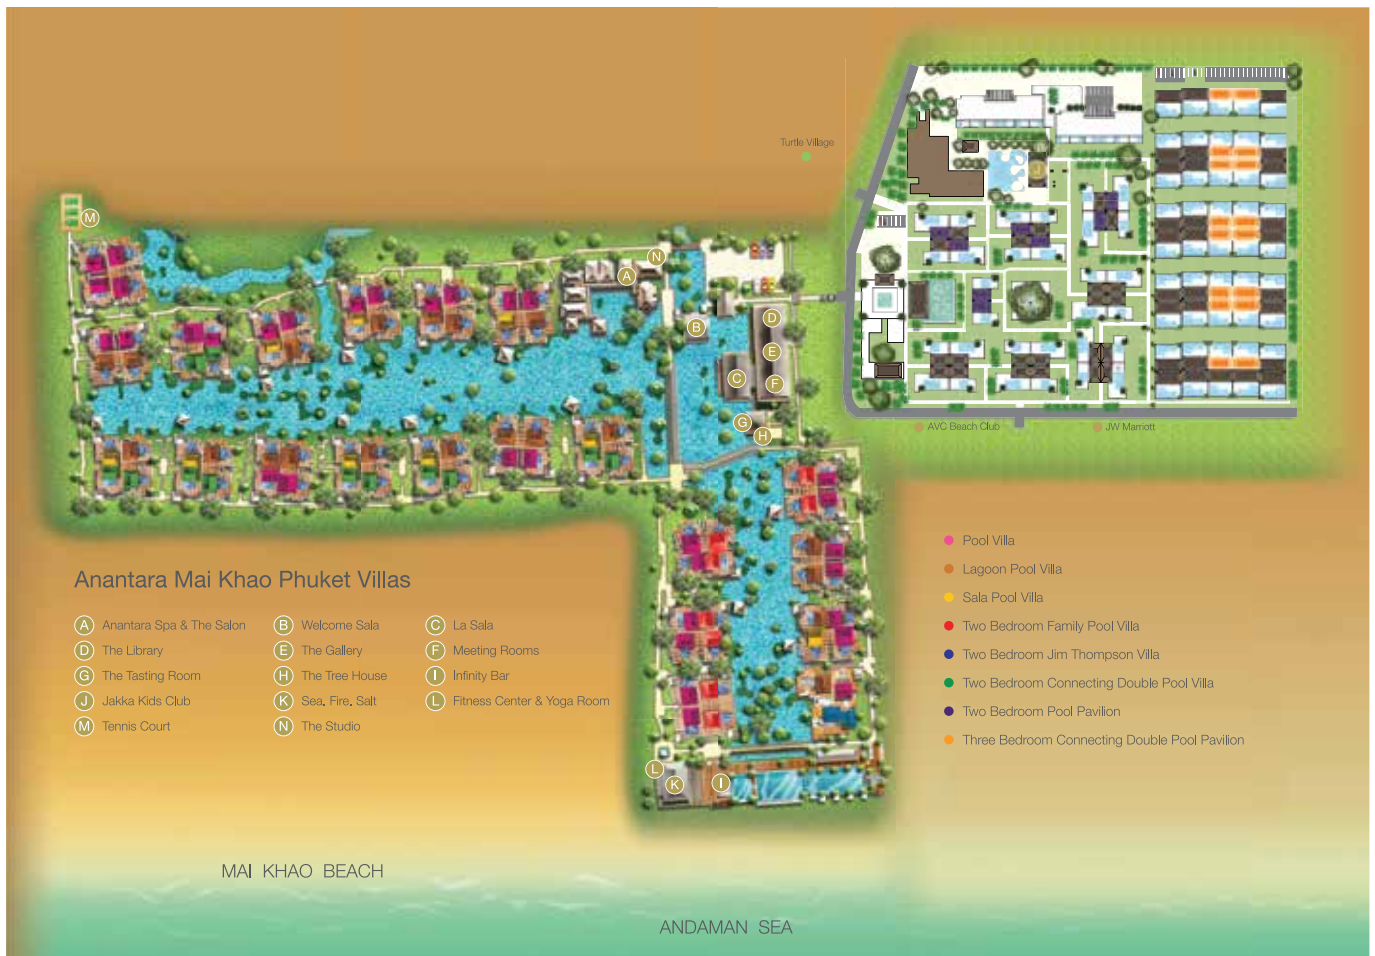 Turtle Village
M
N
A
B
D
E
C
F
G
H
J
AVC Beach Club
JW Marriott
L
K
I
Anantara Mai Khao Phuket Villas
A Anantara Spa & The Salon
B Welcome Sala
C La Sala
D The Library
E The Gallery
F Meeting Rooms
G The Tasting Room
H The Tree House
I Infinity Bar
J Jakka Kids Club
K Sea, Fire, Salt
L Fitness Center & Yoga Room
M Tennis Court
N The Studio
Pool Villa
Lagoon Pool Villa
Sala Pool Villa
Two Bedroom Family Pool Villa
Two Bedroom Jim Thompson Villa
Two Bedroom Connecting Double Pool Villa
Two Bedroom Pool Pavilion
Three Bedroom Connecting Double Pool Pavilion
MAI KHAO BEACH
ANDAMAN SEA